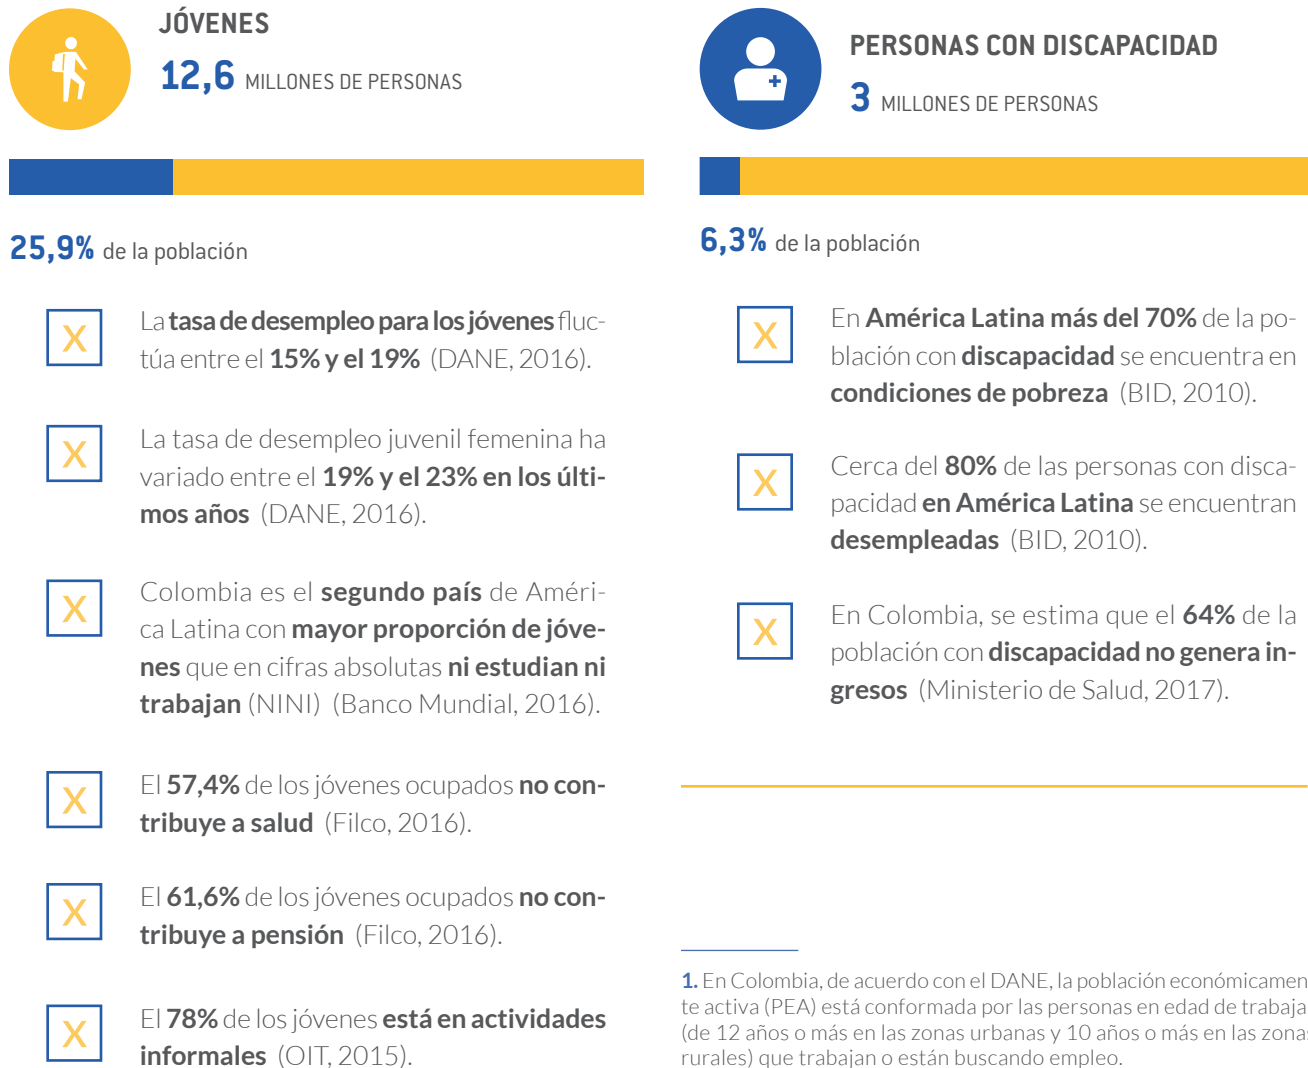 JÓVENES
12,6 MILLONES DE PERSONAS
25,9% de la población
X
La tasa de desempleo para los jóvenes fluc-
túa entre el 15% y el 19% (DANE, 2016).
X
La tasa de desempleo juvenil femenina ha
variado entre el 19% y el 23% en los últi-
mos años (DANE, 2016).
X
Colombia es el segundo país de Améri-
ca Latina con mayor proporción de jóve-
nes que en cifras absolutas ni estudian ni
trabajan (NINI) (Banco Mundial, 2016).
X
El 57,4% de los jóvenes ocupados no con-
tribuye a salud (Filco, 2016).
X
El 61,6% de los jóvenes ocupados no con-
tribuye a pensión (Filco, 2016).
X
El 78% de los jóvenes está en actividades
informales (OIT, 2015).
PERSONAS CON DISCAPACIDAD
3 MILLONES DE PERSONAS
6,3% de la población
X
En América Latina más del 70% de la po-
blación con discapacidad se encuentra en
condiciones de pobreza (BID, 2010).
X
Cerca del 80% de las personas con disca-
pacidad en América Latina se encuentran
desempleadas (BID, 2010).
X
En Colombia, se estima que el 64% de la
población con discapacidad no genera in-
gresos (Ministerio de Salud, 2017).
1. En Colombia, de acuerdo con el DANE, la población económicamen
te activa (PEA) está conformada por las personas en edad de trabaja
(de 12 años o más en las zonas urbanas y 10 años o más en las zonas
rurales) que trabajan o están buscando empleo.